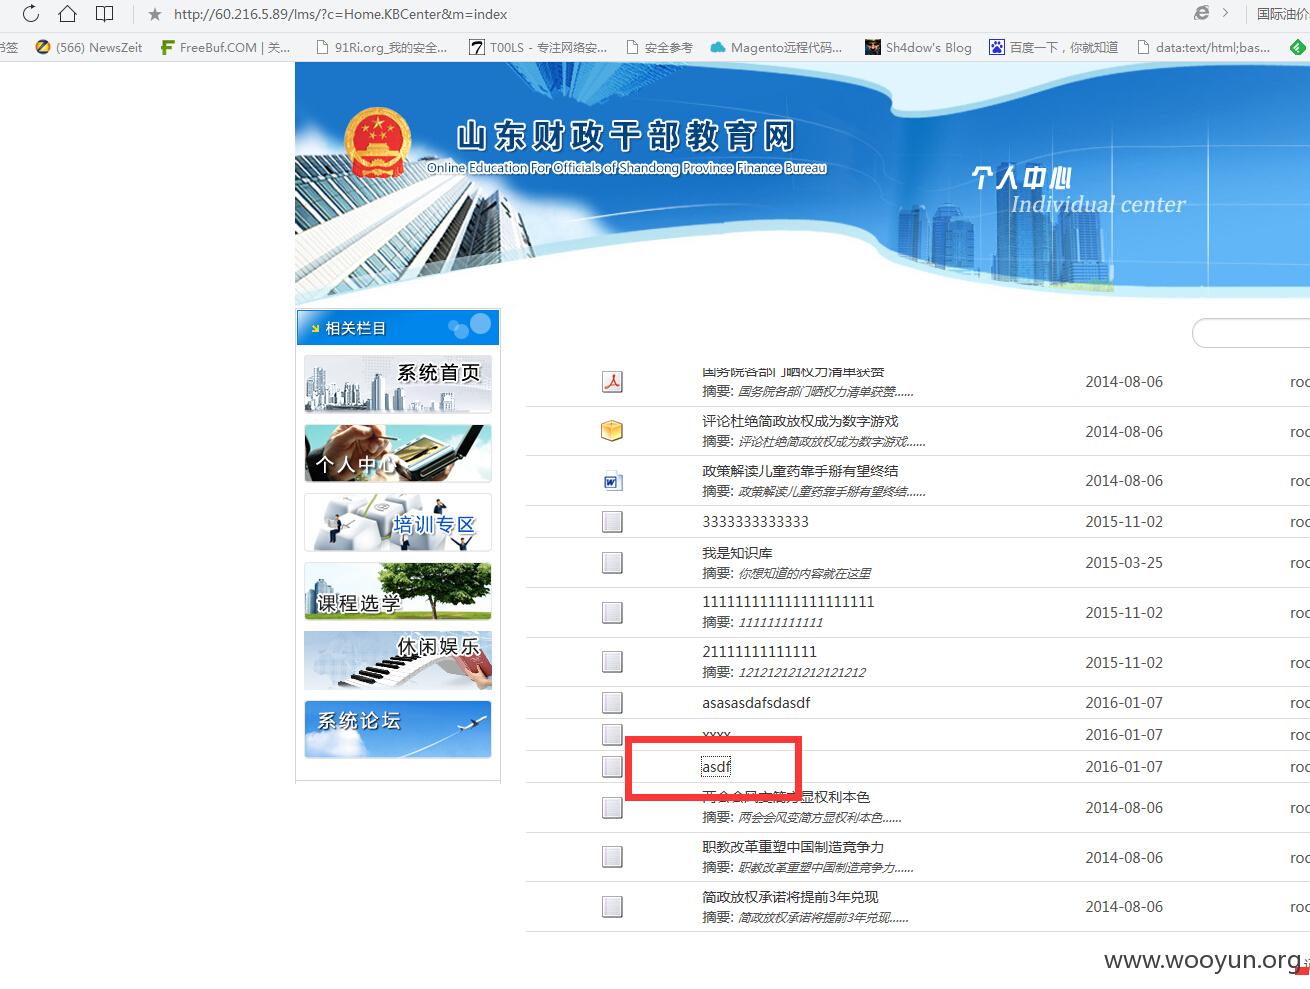 http://60.216.5.89/lms/?c=Home.KBCenter&m=index
国际油价
书签
(566) NewsZeit
FreeBuf.COM | 关...
91Ri.org_我的安全...
T00LS - 专注网络安...
安全参考
Magento远程代码...
Sh4dow's Blog
百度一下，你就知道
data:text/html;bas...
山东财政干部教育网
Online Education For Officials of Shandong Province Finance Bureau
个人中心
Individual center
相关栏目
系统首页
个人中心
培训专区
课程选学
休闲娱乐
系统论坛
国务院各部门晒权力清单获赞
摘要: 国务院各部门晒权力清单获赞......
2014-08-06
roo
评论杜绝简政放权成为数字游戏
摘要: 评论杜绝简政放权成为数字游戏......
2014-08-06
roo
政策解读儿童药靠手掰有望终结
摘要: 政策解读儿童药靠手掰有望终结......
2014-08-06
roo
3333333333333
2015-11-02
roo
我是知识库
摘要: 你想知道的内容就在这里
2015-03-25
roo
111111111111111111111
摘要: 111111111111
2015-11-02
roo
21111111111111
摘要: 121212121212121212
2015-11-02
roo
asasasdafsdasdf
2016-01-07
roo
xxxx
2016-01-07
roo
asdf
2016-01-07
roo
两会会风变简方显权利本色
摘要: 两会会风变简方显权利本色......
2014-08-06
roo
职教改革重塑中国制造竞争力
摘要: 职教改革重塑中国制造竞争力......
2014-08-06
roo
简政放权承诺将提前3年兑现
摘要: 简政放权承诺将提前3年兑现......
2014-08-06
roo
www.wooyun.org